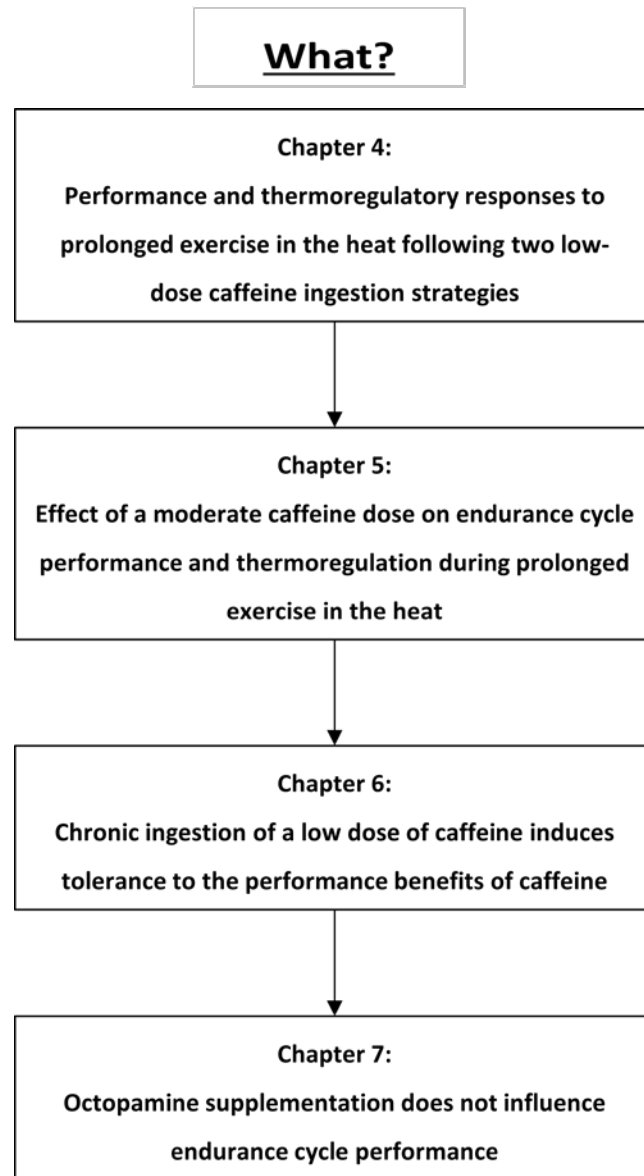 What?
Chapter 4:
Performance and thermoregulatory responses to
prolonged exercise in the heat following two low-
dose caffeine ingestion strategies
Chapter 5:
Effect of a moderate caffeine dose on endurance cycle
performance and thermoregulation during prolonged
exercise in the heat
Chapter 6:
Chronic ingestion of a low dose of caffeine induces
tolerance to the performance benefits of caffeine
Chapter 7:
Octopamine supplementation does not influence
endurance cycle performance